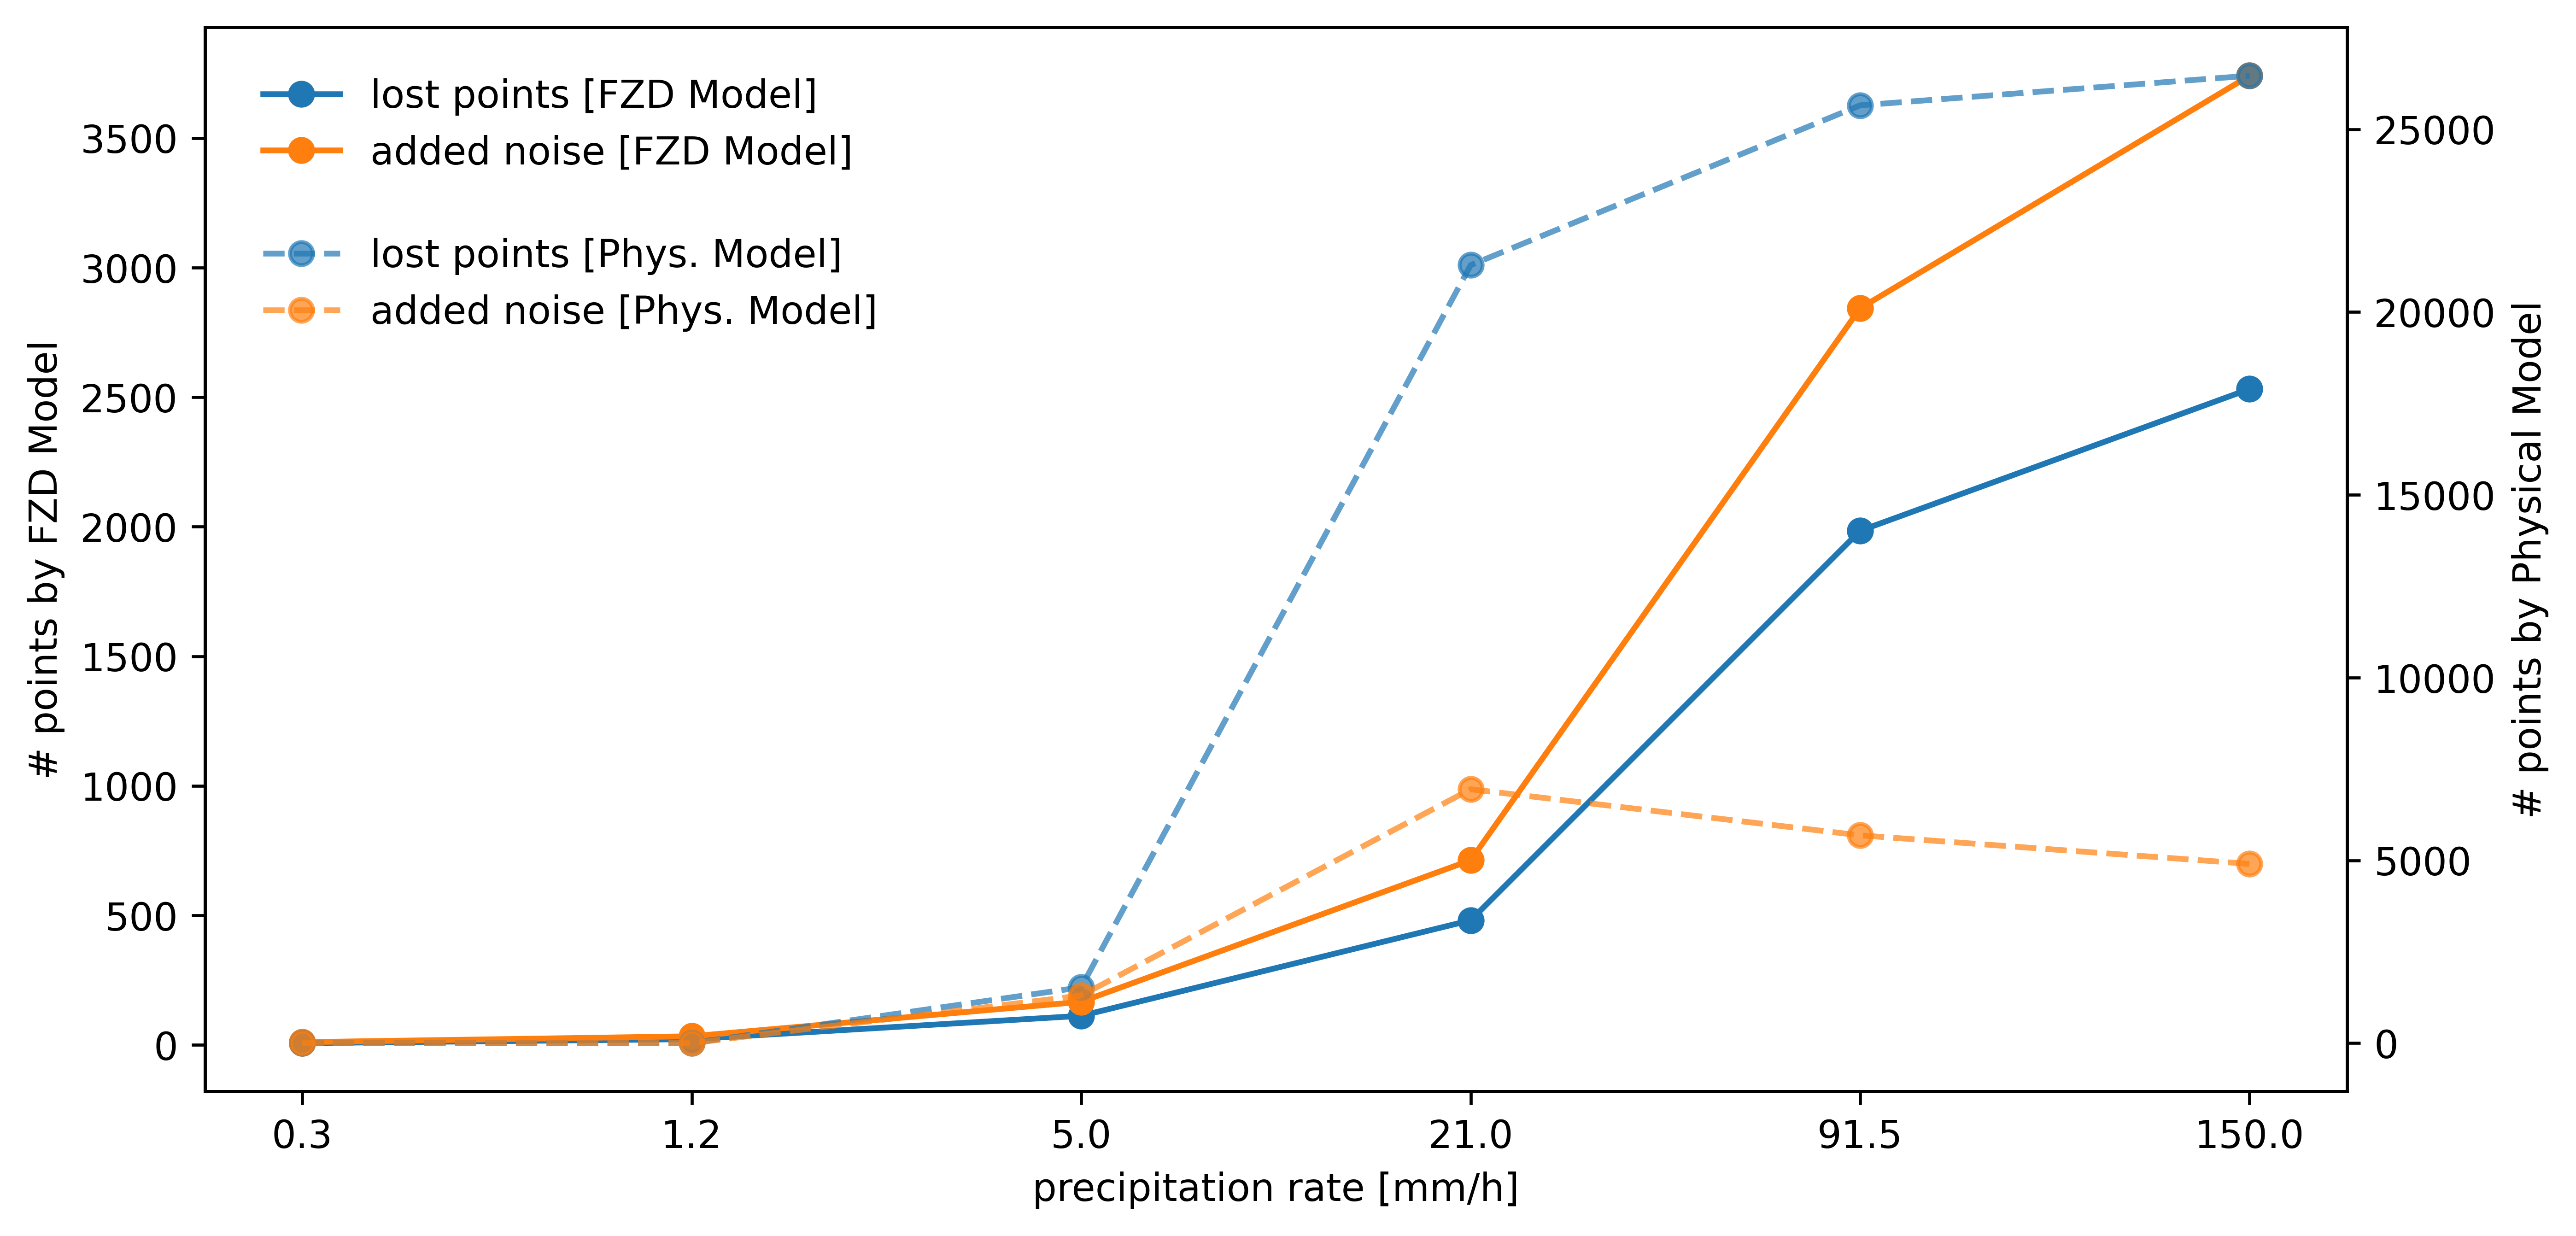 lost points [FZD Model]
added noise [FZD Model]
lost points [Phys. Model]
added noise [Phys. Model]
# points by FZD Model
3500
3000
2500
2000
1500
1000
500
0
# points by Physical Model
25000
20000
15000
10000
5000
0
0.3 1.2 5.0 21.0 91.5 150.0
precipitation rate [mm/h]